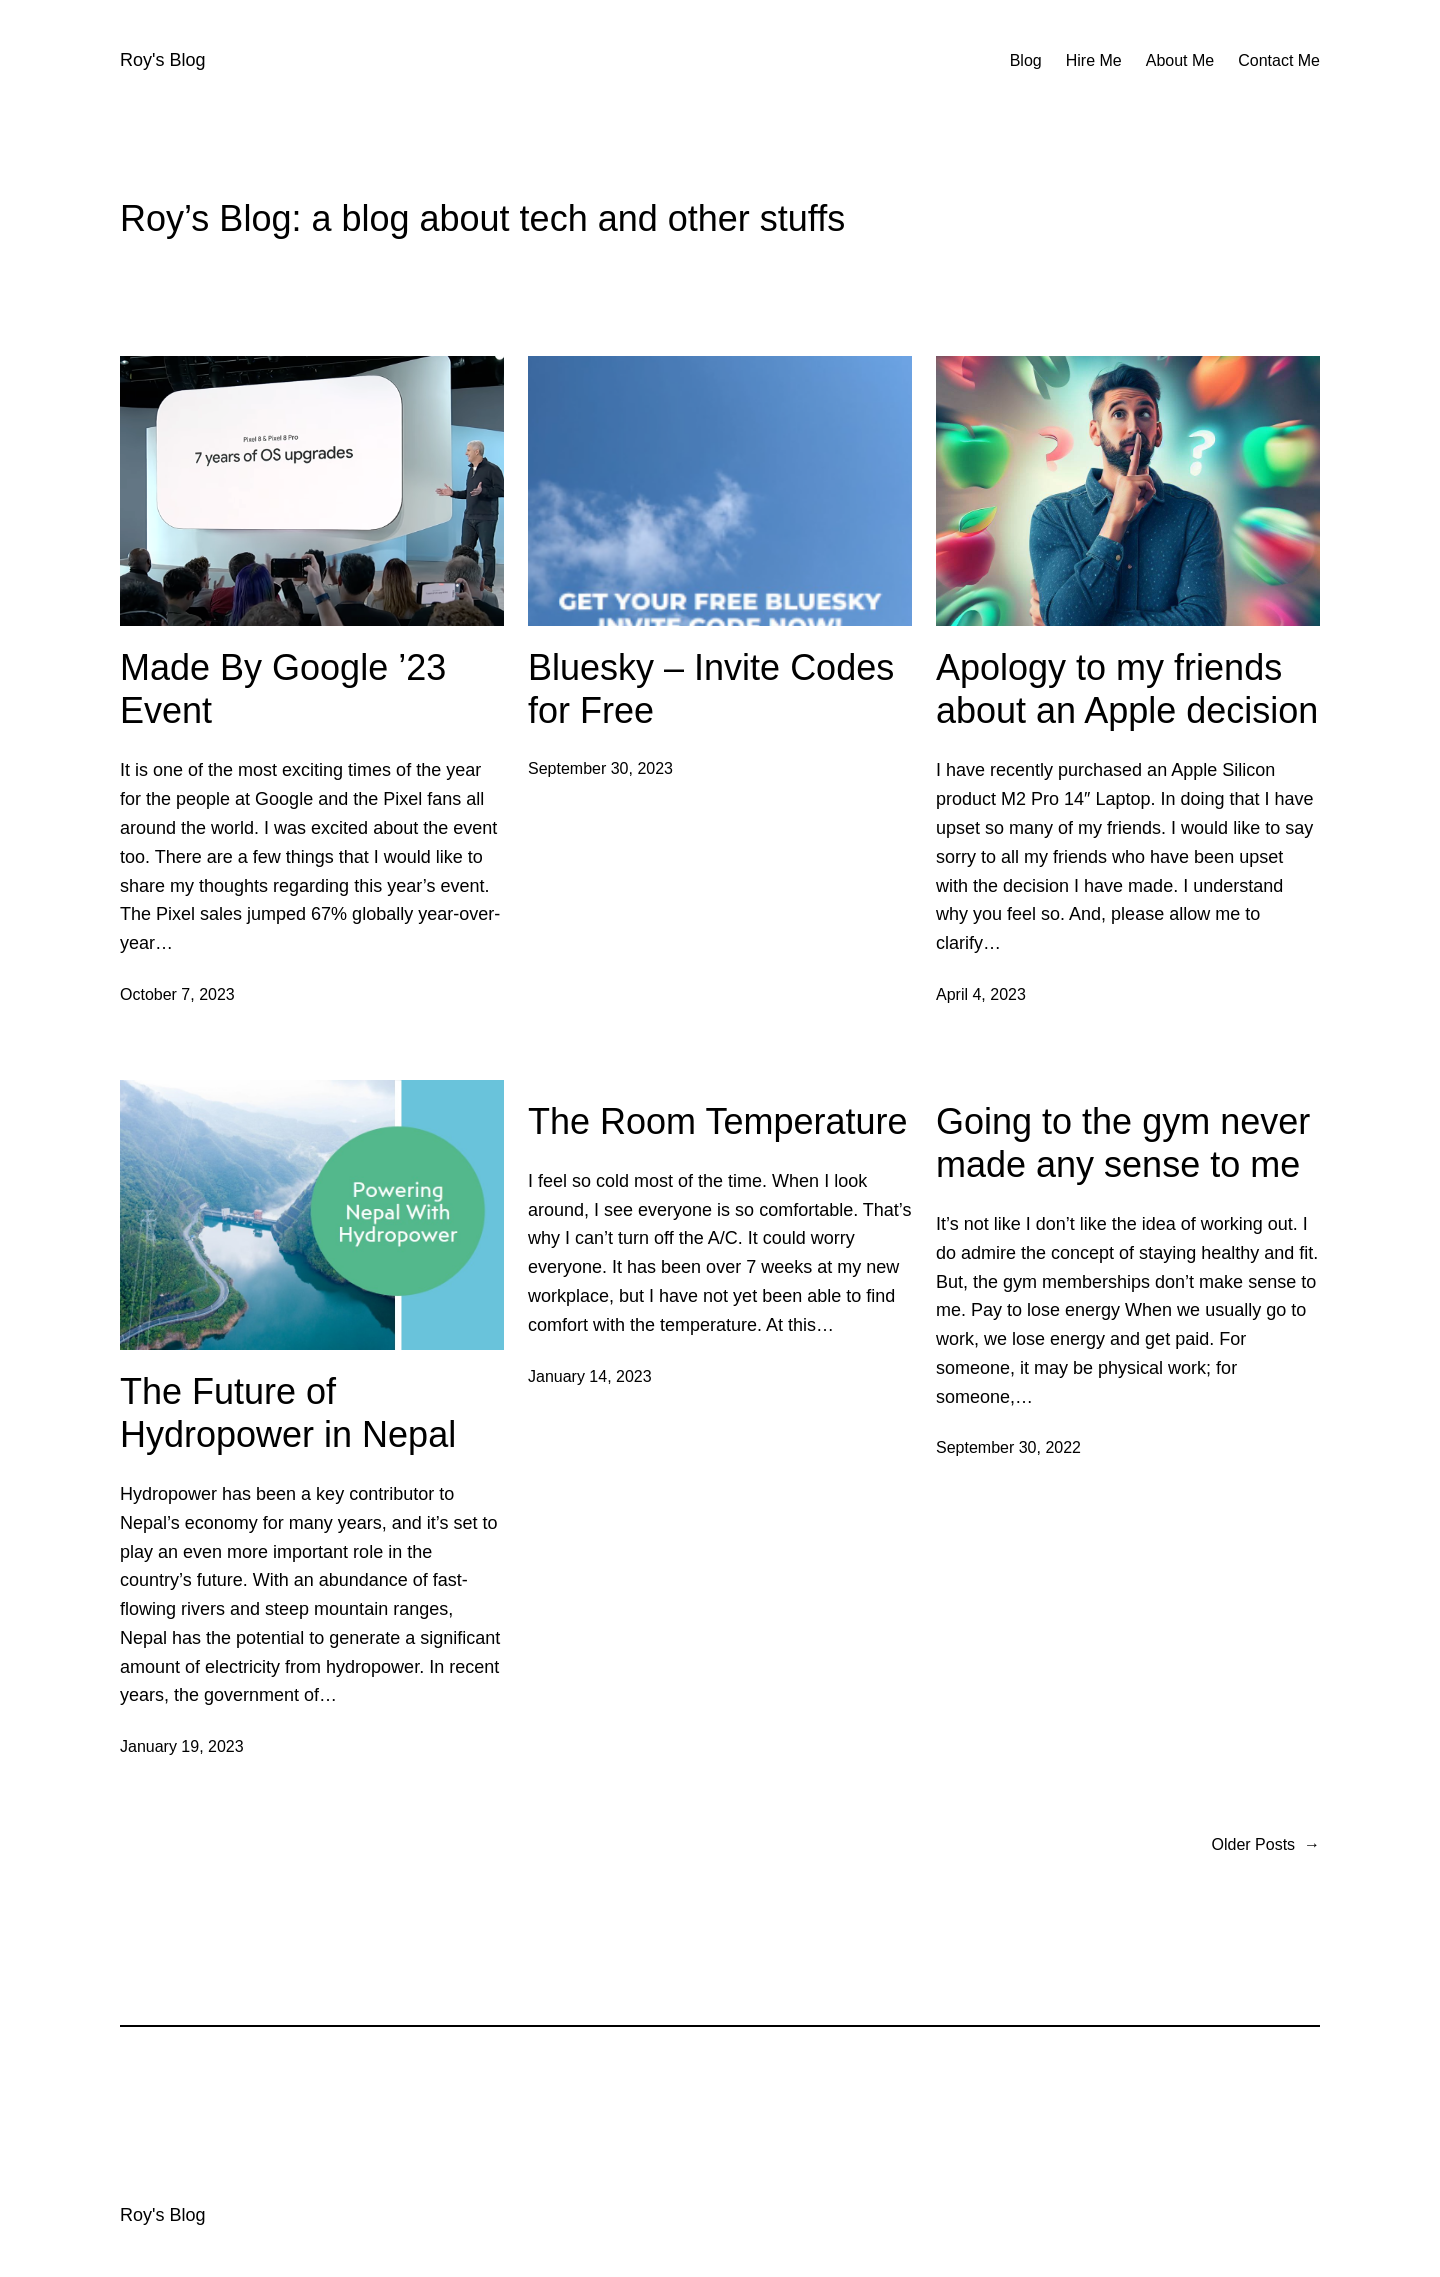 Roy's Blog
Blog
Hire Me
About Me
Contact Me
Roy’s Blog: a blog about tech and other stuffs
Pixel 8 & Pixel 8 Pro
7 years of OS upgrades
Made By Google ’23
Event
It is one of the most exciting times of the year
for the people at Google and the Pixel fans all
around the world. I was excited about the event
too. There are a few things that I would like to
share my thoughts regarding this year’s event.
The Pixel sales jumped 67% globally year-over-
year…
October 7, 2023
GET YOUR FREE BLUESKY
INVITE CODE NOW!
Bluesky – Invite Codes
for Free
September 30, 2023
?
?
Apology to my friends
about an Apple decision
I have recently purchased an Apple Silicon
product M2 Pro 14″ Laptop. In doing that I have
upset so many of my friends. I would like to say
sorry to all my friends who have been upset
with the decision I have made. I understand
why you feel so. And, please allow me to
clarify…
April 4, 2023
Powering
Nepal With
Hydropower
The Future of
Hydropower in Nepal
Hydropower has been a key contributor to
Nepal’s economy for many years, and it’s set to
play an even more important role in the
country’s future. With an abundance of fast-
flowing rivers and steep mountain ranges,
Nepal has the potential to generate a significant
amount of electricity from hydropower. In recent
years, the government of…
January 19, 2023
The Room Temperature
I feel so cold most of the time. When I look
around, I see everyone is so comfortable. That’s
why I can’t turn off the A/C. It could worry
everyone. It has been over 7 weeks at my new
workplace, but I have not yet been able to find
comfort with the temperature. At this…
January 14, 2023
Going to the gym never
made any sense to me
It’s not like I don’t like the idea of working out. I
do admire the concept of staying healthy and fit.
But, the gym memberships don’t make sense to
me. Pay to lose energy When we usually go to
work, we lose energy and get paid. For
someone, it may be physical work; for
someone,…
September 30, 2022
Older Posts →
Roy's Blog